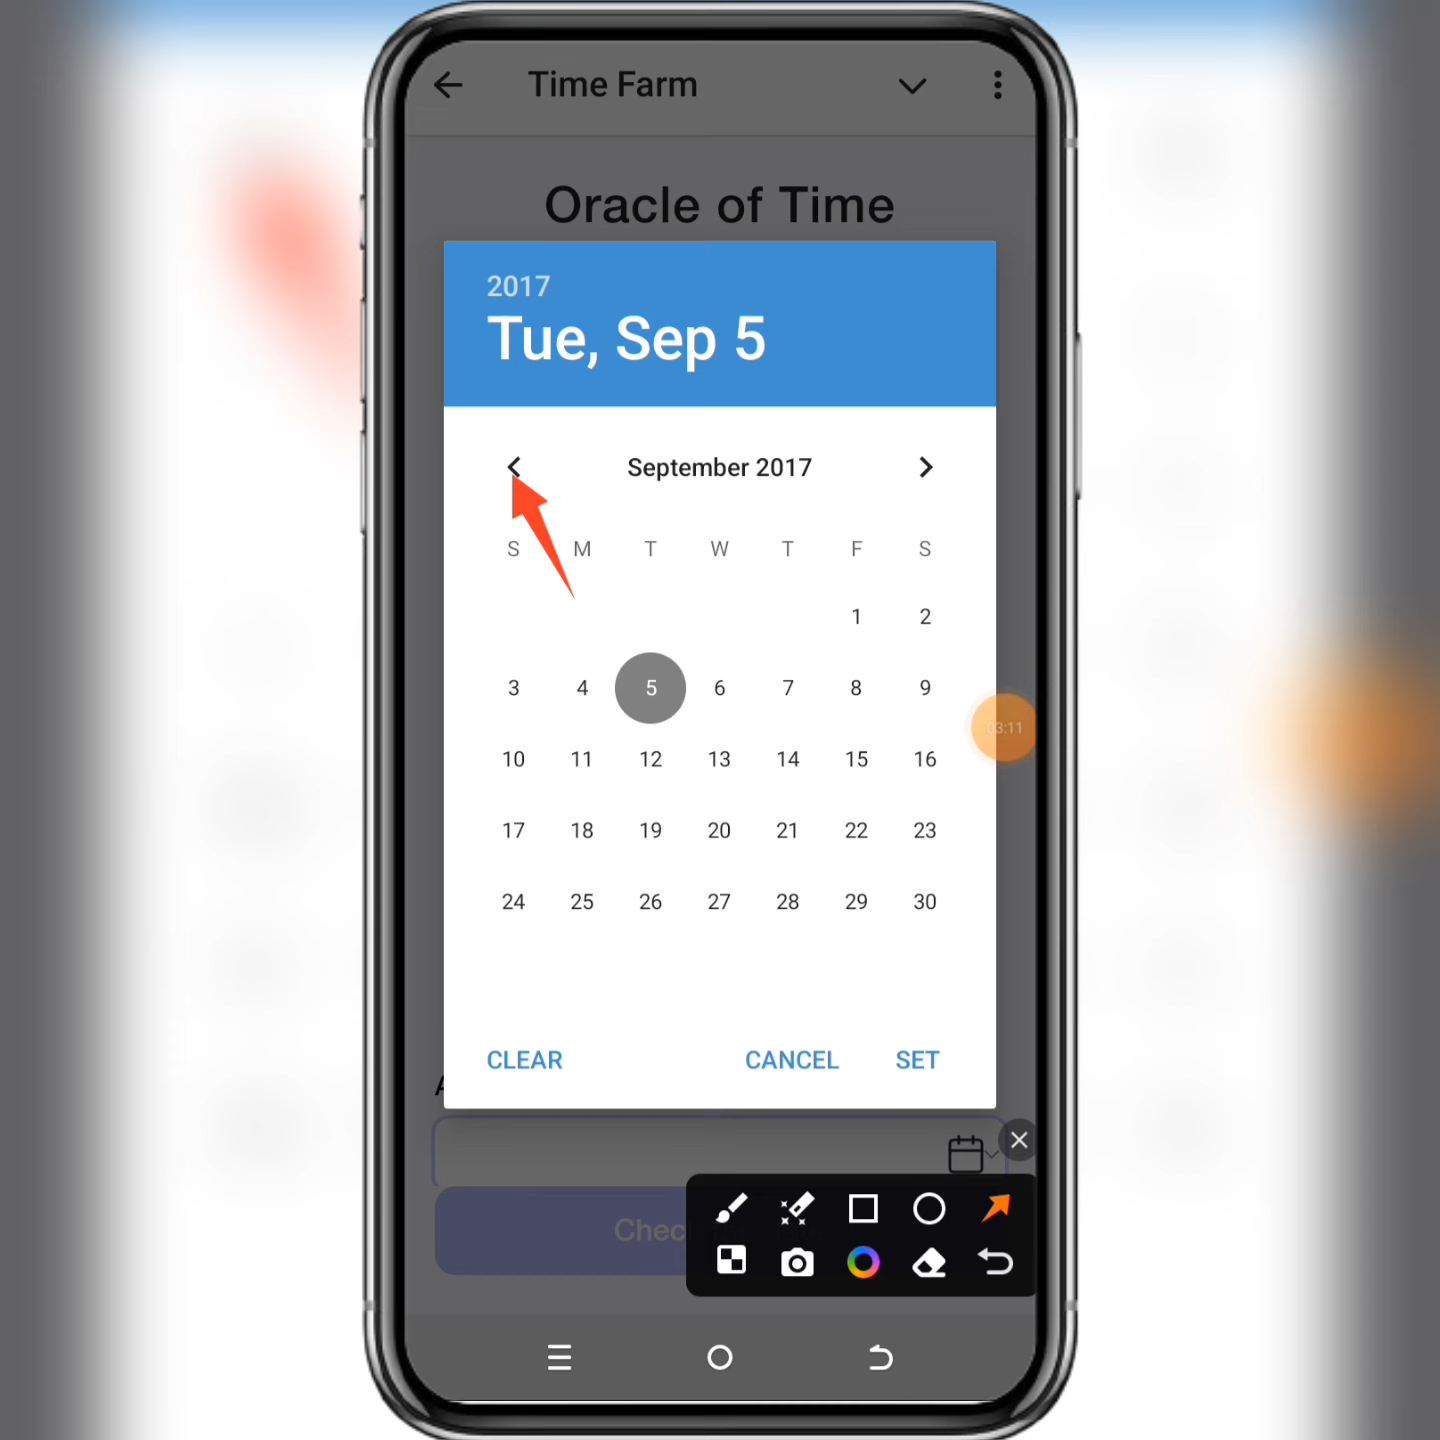 Time Farm
Oracle of Time
2017
Tue, Sep 5
September 2017
S M T W T F S
1 2
3 4 5 6 7 8 9
03:11
10 11 12 13 14 15 16
17 18 19 20 21 22 23
24 25 26 27 28 29 30
CLEAR CANCEL SET